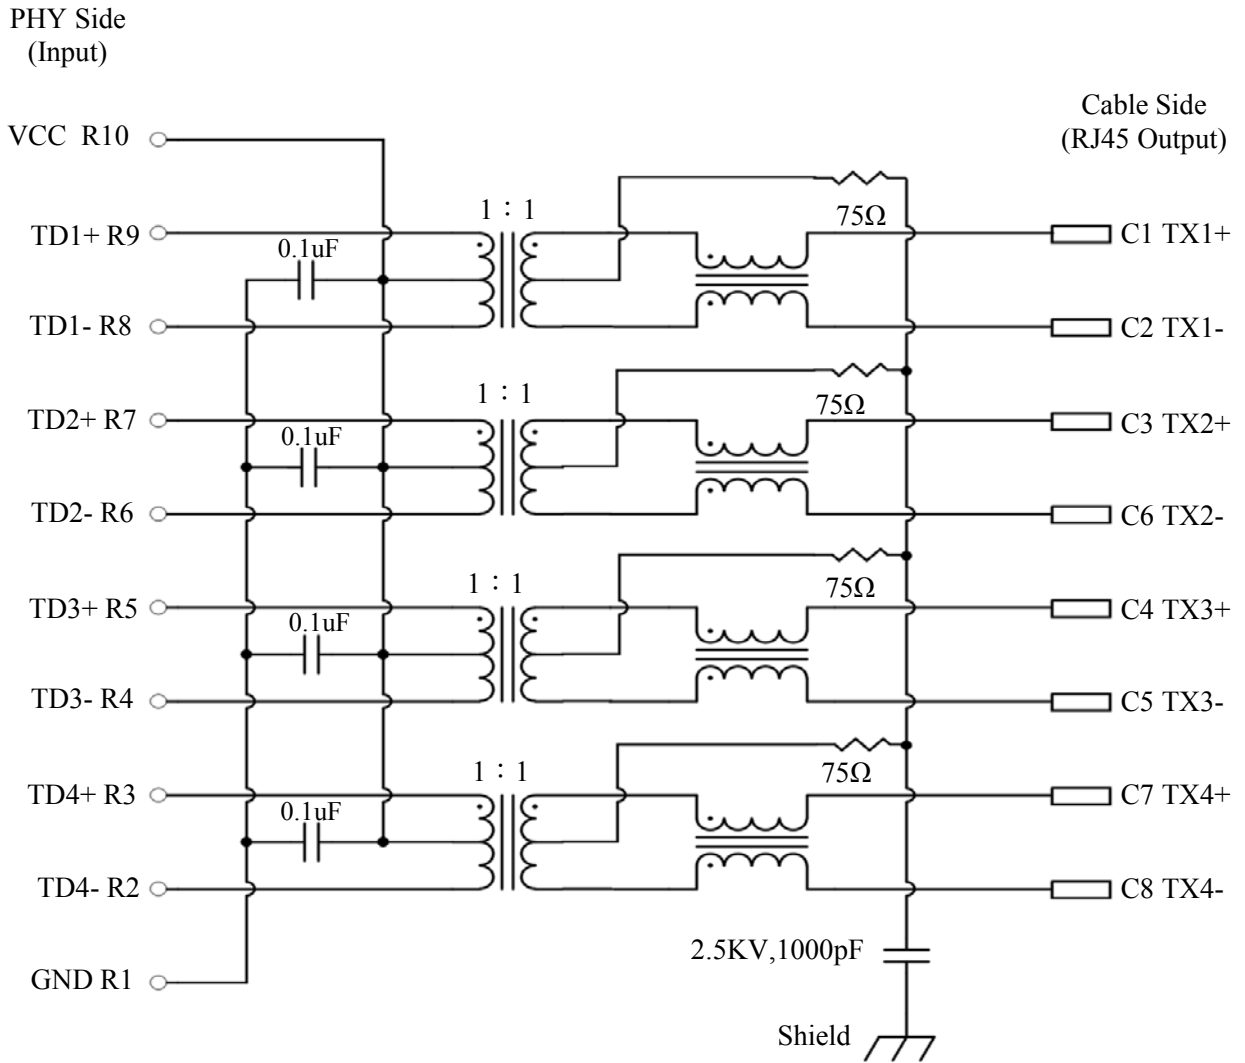 PHY Side
(Input)
Cable Side
(RJ45 Output)
VCC R10
1 : 1
75Ω
TD1+ R9
0.1uF
C1 TX1+
TD1- R8
C2 TX1-
1 : 1
75Ω
TD2+ R7
0.1uF
C3 TX2+
TD2- R6
C6 TX2-
1 : 1
75Ω
TD3+ R5
0.1uF
C4 TX3+
TD3- R4
C5 TX3-
1 : 1
75Ω
TD4+ R3
0.1uF
C7 TX4+
TD4- R2
C8 TX4-
2.5KV,1000pF
GND R1
Shield